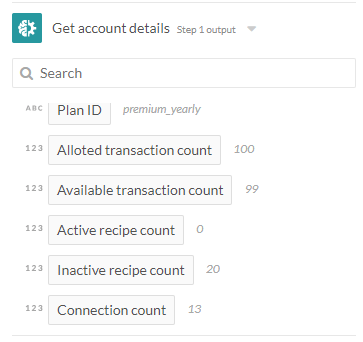 Get account details Step 1 output
Search
ABC Plan ID premium_yearly
123 Alloted transaction count 100
123 Available transaction count 99
123 Active recipe count 0
123 Inactive recipe count 20
123 Connection count 13